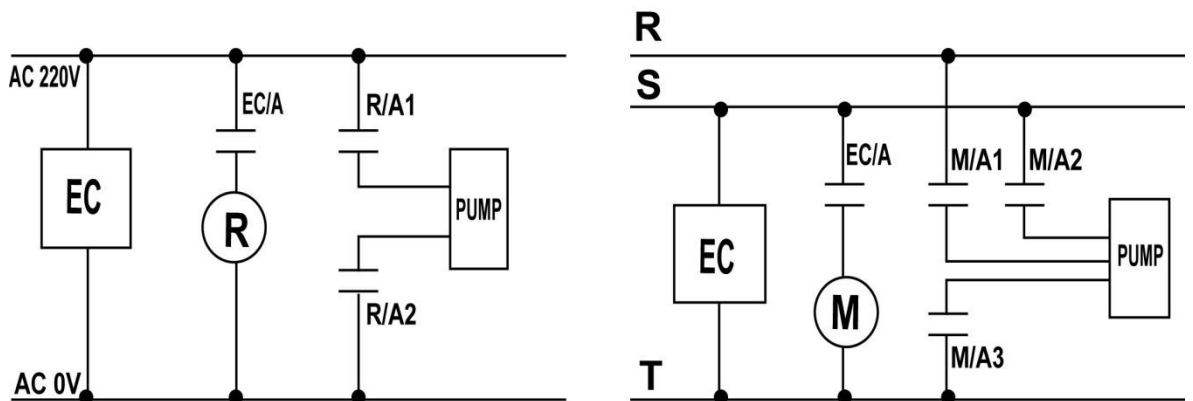 AC 220V
EC/A
R/A1
EC
R
PUMP
R/A2
AC 0V
R
S
EC/A
M/A1
M/A2
EC
M
PUMP
M/A3
T